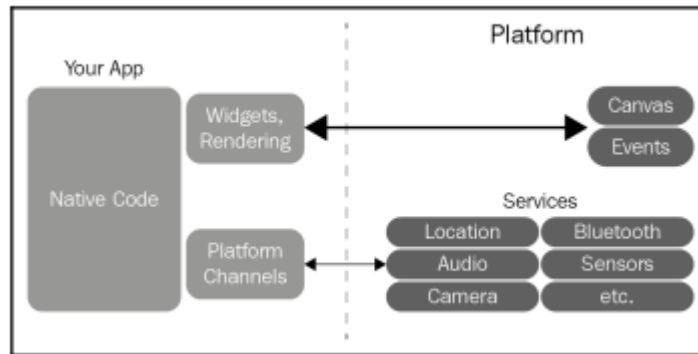 Platform
Your App
Widgets,
Rendering
Canvas
Events
Native Code
Services
Platform
Channels
Location
Bluetooth
Audio
Sensors
Camera
etc.